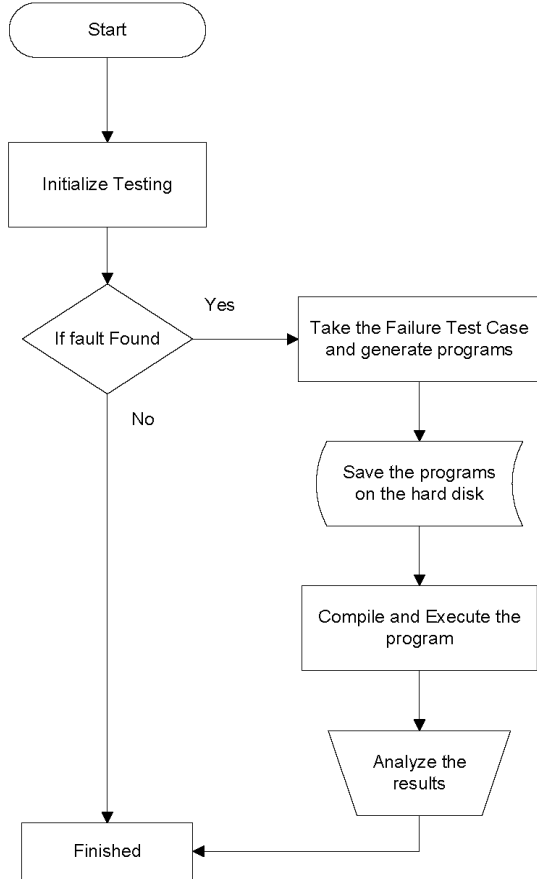 Start
Initialize Testing
If fault Found
Yes
No
Take the Failure Test Case
and generate programs
Save the programs
on the hard disk
Compile and Execute the
program
Analyze the
results
Finished